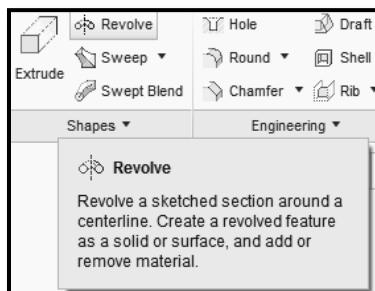 Revolve
Hole
Draft
Sweep
Round
Shell
Extrude
Swept Blend
Chamfer
Rib
Shapes
Engineering
Revolve
Revolve a sketched section around a
centerline. Create a revolved feature
as a solid or surface, and add or
remove material.